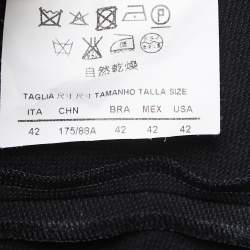 自然乾燥
TAGLIA 尺寸 尺寸 TAMANHO TALLA SIZE
ITA CHN BRA MEX USA
42 175/88A 42 42 42